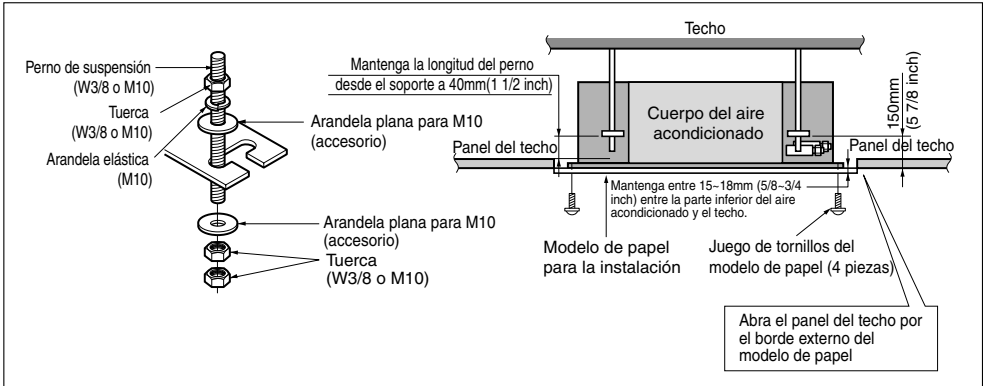 Perno de suspensión
(W3/8 o M10)
Tuerca
(W3/8 o M10)
Arandela elástica
(M10)
Arandela plana para M10
(accesorio)
Arandela plana para M10
(accesorio)
Tuerca
(W3/8 o M10)
Techo
Mantenga la longitud del perno
desde el soporte a 40mm(1 1/2 inch)
Cuerpo del aire
acondicionado
150mm
(5 7/8 inch)
Panel del techo
Panel del techo
Mantenga entre 15~18mm (5/8~3/4
inch) entre la parte inferior del aire
acondicionado y el techo.
Modelo de papel
para la instalación
Juego de tornillos del
modelo de papel (4 piezas)
Abra el panel del techo por
el borde externo del
modelo de papel